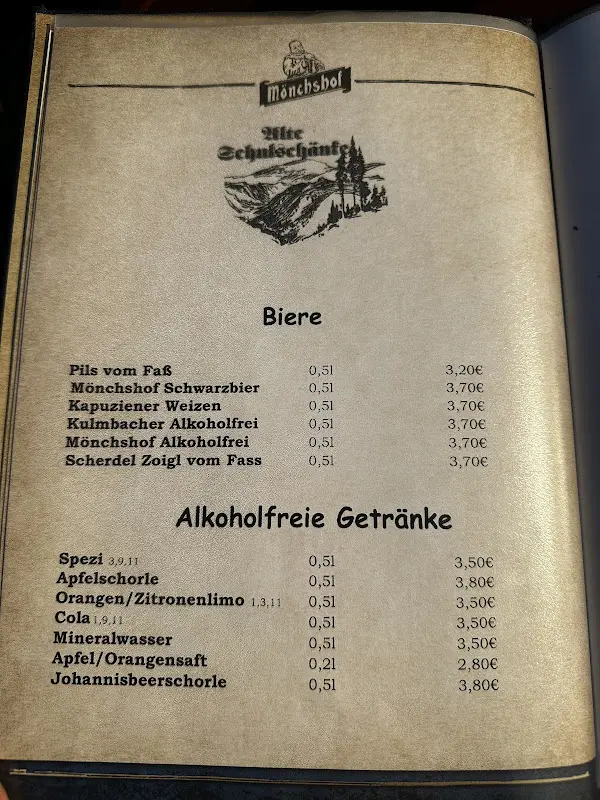 Mönchshof
Alte
Schulschänke
Biere
Pils vom Faß 0,5l 3,20€
Mönchshof Schwarzbier 0,5l 3,70€
Kapuziener Weizen 0,5l 3,70€
Kulmbacher Alkoholfrei 0,5l 3,70€
Mönchshof Alkoholfrei 0,5l 3,70€
Scherdel Zoigl vom Fass 0,5l 3,70€
Alkoholfreie Getränke
Spezi 3,9,11 0,5l 3,50€
Apfelschorle 0,5l 3,80€
Orangen/Zitronenlimo 1,3,11 0,5l 3,50€
Cola 1,9,11 0,5l 3,50€
Mineralwasser 0,5l 3,50€
Apfel/Orangensaft 0,2l 2,80€
Johannisbeerschorle 0,5l 3,80€